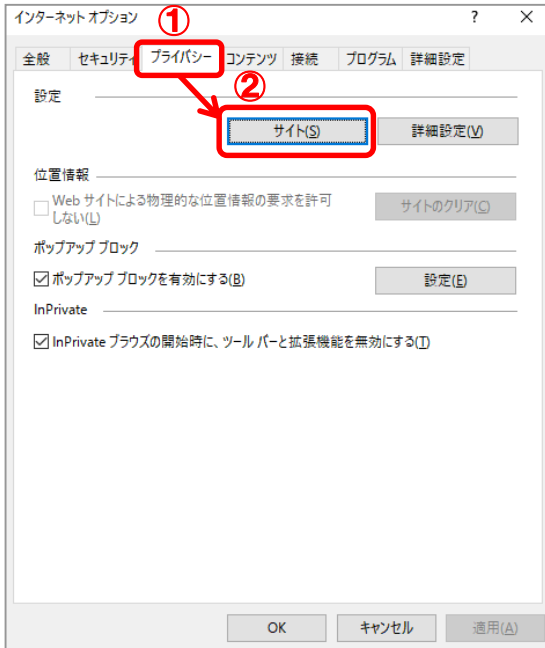 インターネット オプション ① ? ×
全般 セキュリティ プライバシー コンテンツ 接続 プログラム 詳細設定
②
設定
サイト(S) 詳細設定(V)
位置情報
Web サイトによる物理的な位置情報の要求を許可 サイトのクリア(C)
しない(L)
ポップアップ ブロック
ポップアップ ブロックを有効にする(B) 設定(E)
InPrivate
InPrivate ブラウズの開始時に、ツール バーと拡張機能を無効にする(T)
OK キャンセル 適用(A)